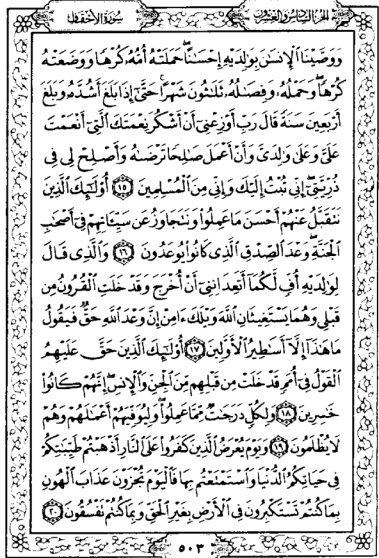 الجزء السادس والعشرون
سورة الأحقاف
وَوَصَّيْنَا الْإِنسَٰنَ بِوَٰلِدَيْهِ إِحْسَٰنًا حَمَلَتْهُ أُمُّهُ كُرْهًا وَوَضَعَتْهُ
كُرْهًا وَحَمْلُهُ وَفِصَٰلُهُ ثَلَٰثُونَ شَهْرًا حَتَّىٰ إِذَا بَلَغَ أَشُدَّهُ وَبَلَغَ
أَرْبَعِينَ سَنَةً قَالَ رَبِّ أَوْزِعْنِي أَنْ أَشْكُرَ نِعْمَتَكَ الَّتِي أَنْعَمْتَ
عَلَيَّ وَعَلَىٰ وَٰلِدَيَّ وَأَنْ أَعْمَلَ صَٰلِحًا تَرْضَىٰهُ وَأَصْلِحْ لِي فِي
ذُرِّيَّتِي إِنِّي تُبْتُ إِلَيْكَ وَإِنِّي مِنَ الْمُسْلِمِينَ ١٥ أُولَٰئِكَ الَّذِينَ
نَتَقَبَّلُ عَنْهُمْ أَحْسَنَ مَا عَمِلُوا وَنَتَجَاوَزُ عَن سَيِّئَاتِهِمْ فِي أَصْحَٰبِ
الْجَنَّةِ وَعْدَ الصِّدْقِ الَّذِي كَانُوا يُوعَدُونَ ١٦ وَالَّذِي قَالَ
لِوَٰلِدَيْهِ أُفٍّ لَّكُمَا أَتَعِدَانِنِي أَنْ أُخْرَجَ وَقَدْ خَلَتِ الْقُرُونُ مِن
قَبْلِي وَهُمَا يَسْتَغِيثَانِ اللَّهَ وَيْلَكَ ءَامِنْ إِنَّ وَعْدَ اللَّهِ حَقٌّ فَيَقُولُ
مَا هَٰذَا إِلَّا أَسَٰطِيرُ الْأَوَّلِينَ ١٧ أُولَٰئِكَ الَّذِينَ حَقَّ عَلَيْهِمُ
الْقَوْلُ فِي أُمَمٍ قَدْ خَلَتْ مِن قَبْلِهِم مِّنَ الْجِنِّ وَالْإِنسِ إِنَّهُمْ كَانُوا
خَٰسِرِينَ ١٨ وَلِكُلٍّ دَرَجَٰتٌ مِّمَّا عَمِلُوا وَلِيُوَفِّيَهُمْ أَعْمَٰلَهُمْ وَهُمْ
لَا يُظْلَمُونَ ١٩ وَيَوْمَ يُعْرَضُ الَّذِينَ كَفَرُوا عَلَى النَّارِ أَذْهَبْتُمْ طَيِّبَٰتِكُمْ
فِي حَيَاتِكُمُ الدُّنْيَا وَاسْتَمْتَعْتُم بِهَا فَالْيَوْمَ تُجْزَوْنَ عَذَابَ الْهُونِ
بِمَا كُنتُمْ تَسْتَكْبِرُونَ فِي الْأَرْضِ بِغَيْرِ الْحَقِّ وَبِمَا كُنتُمْ تَفْسُقُونَ ٢٠
٥٠٣